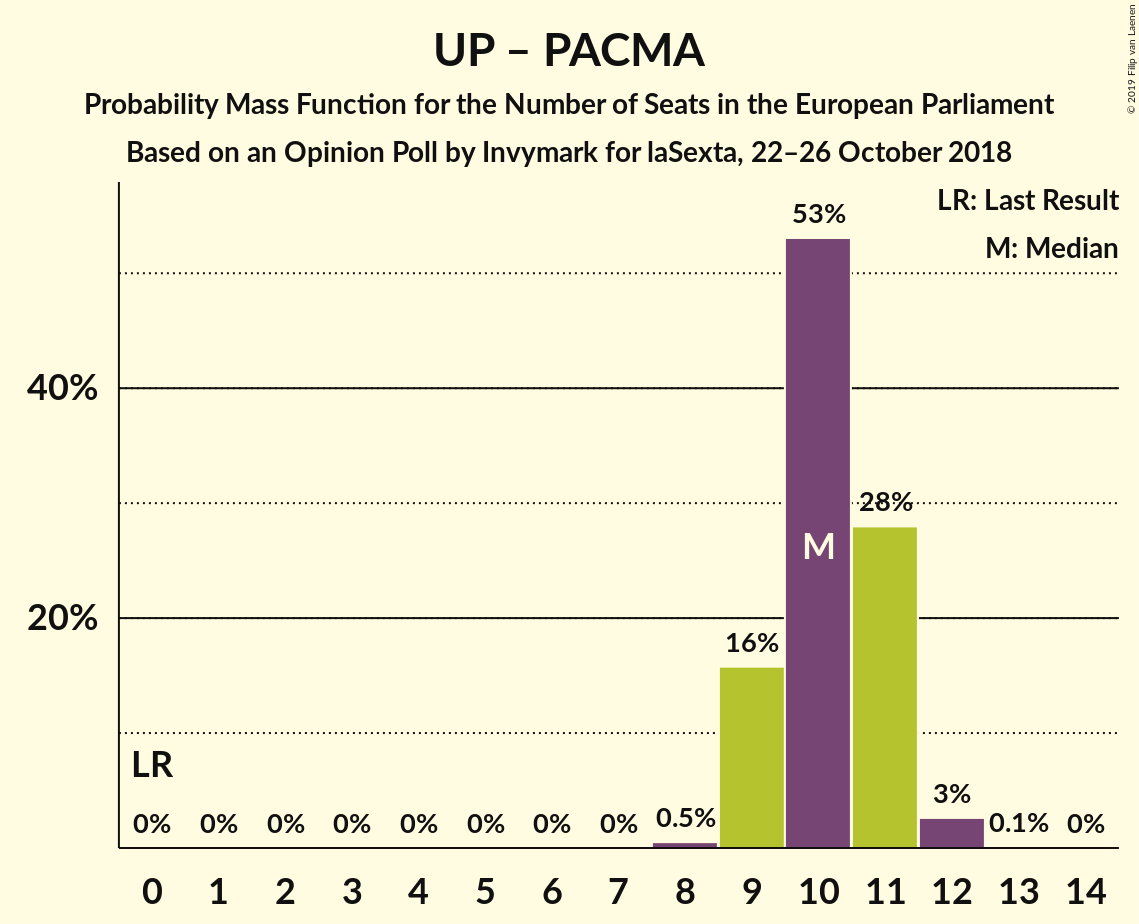 UP – PACMA
Probability Mass Function for the Number of Seats in the European Parliament
Based on an Opinion Poll by Invymark for laSexta, 22–26 October 2018
© 2019 Filip van Laenen
LR: Last Result
M: Median
53%
40%
28%
M
20%
16%
LR
0% 0% 0% 0% 0% 0% 0% 0% 0.5% 3% 0.1% 0%
0 1 2 3 4 5 6 7 8 9 10 11 12 13 14